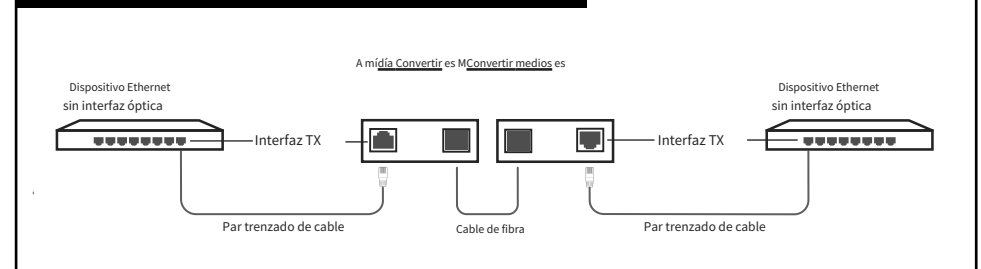 A mídía Convertir es MConvertir medios es
Dispositivo Ethernet
sin interfaz óptica
Dispositivo Ethernet
sin interfaz óptica
Interfaz TX
Interfaz TX
Par trenzado de cable
Cable de fibra
Par trenzado de cable